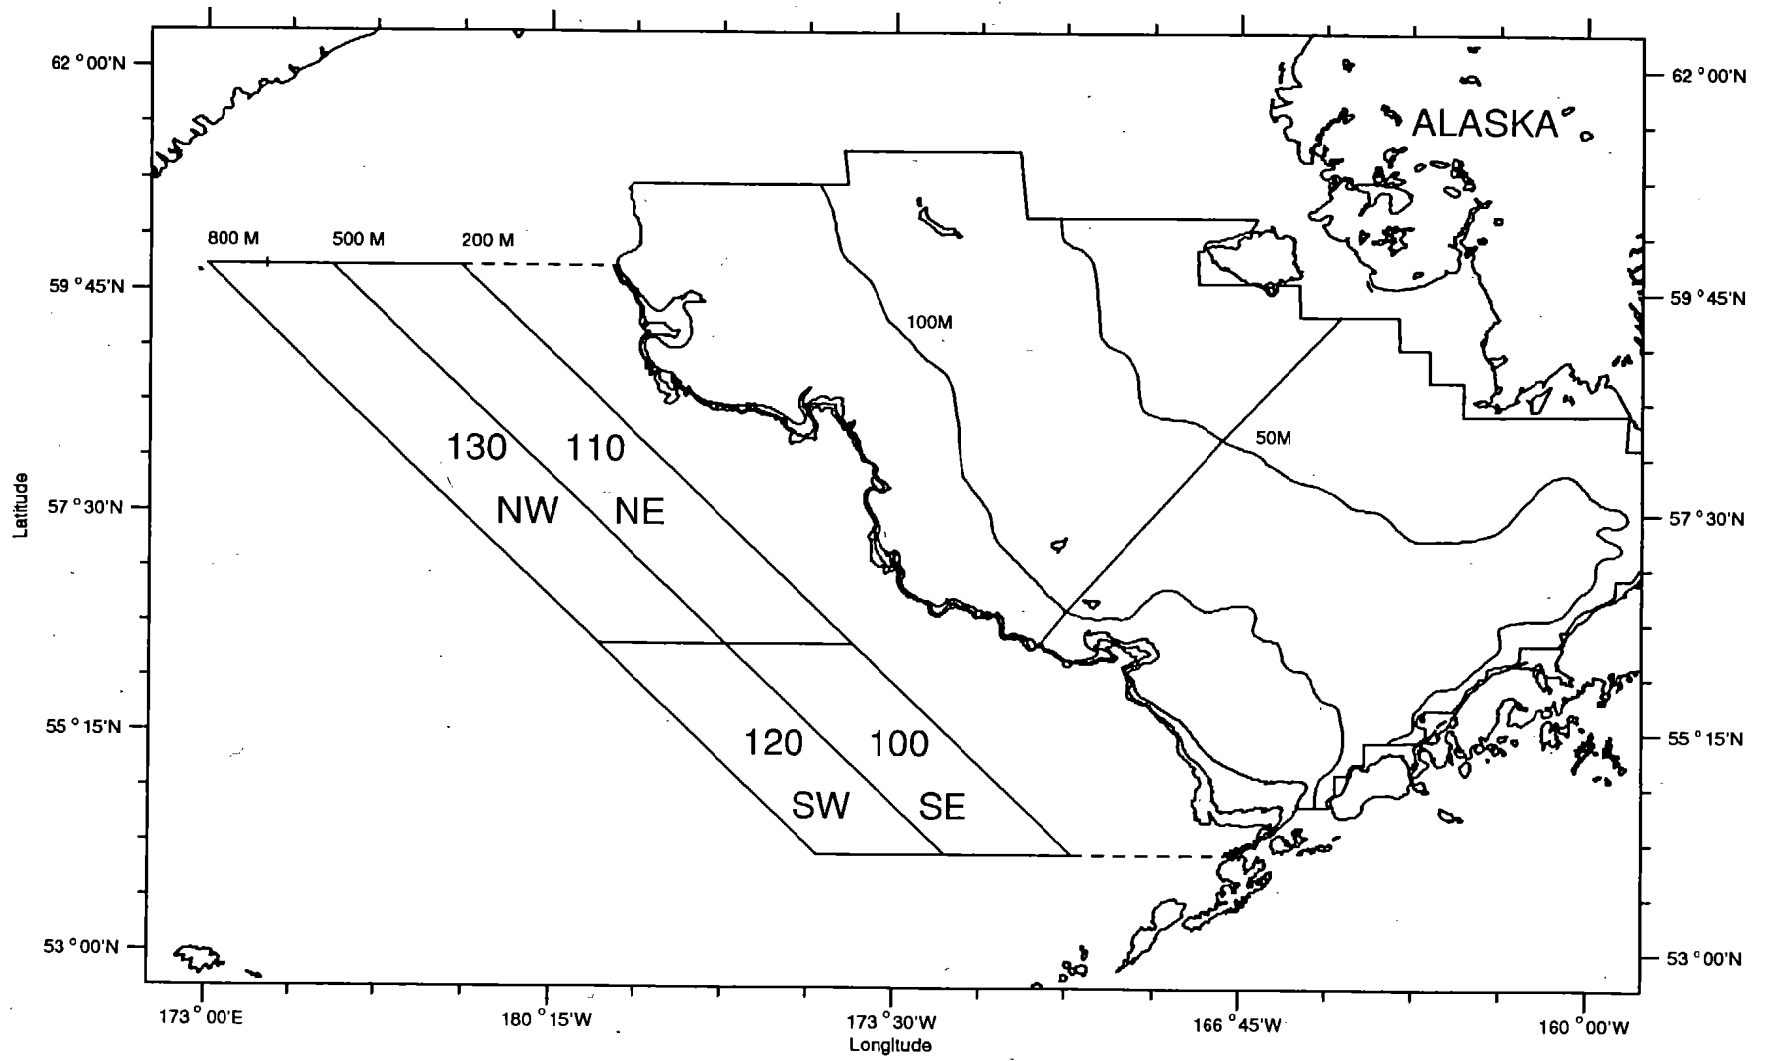 62 °00'N
62 °00'N
ALASKA
800 M
500 M
200 M
59 °45'N
59 °45'N
100M
50M
130
110
NW
NE
Latitude
57 °30'N
57 °30'N
55 °15'N
55 °15'N
120
100
SW
SE
53 °00'N
53 °00'N
173 °00'E
180 °15'W
173 °30'W
166 °45'W
160 °00'W
Longitude